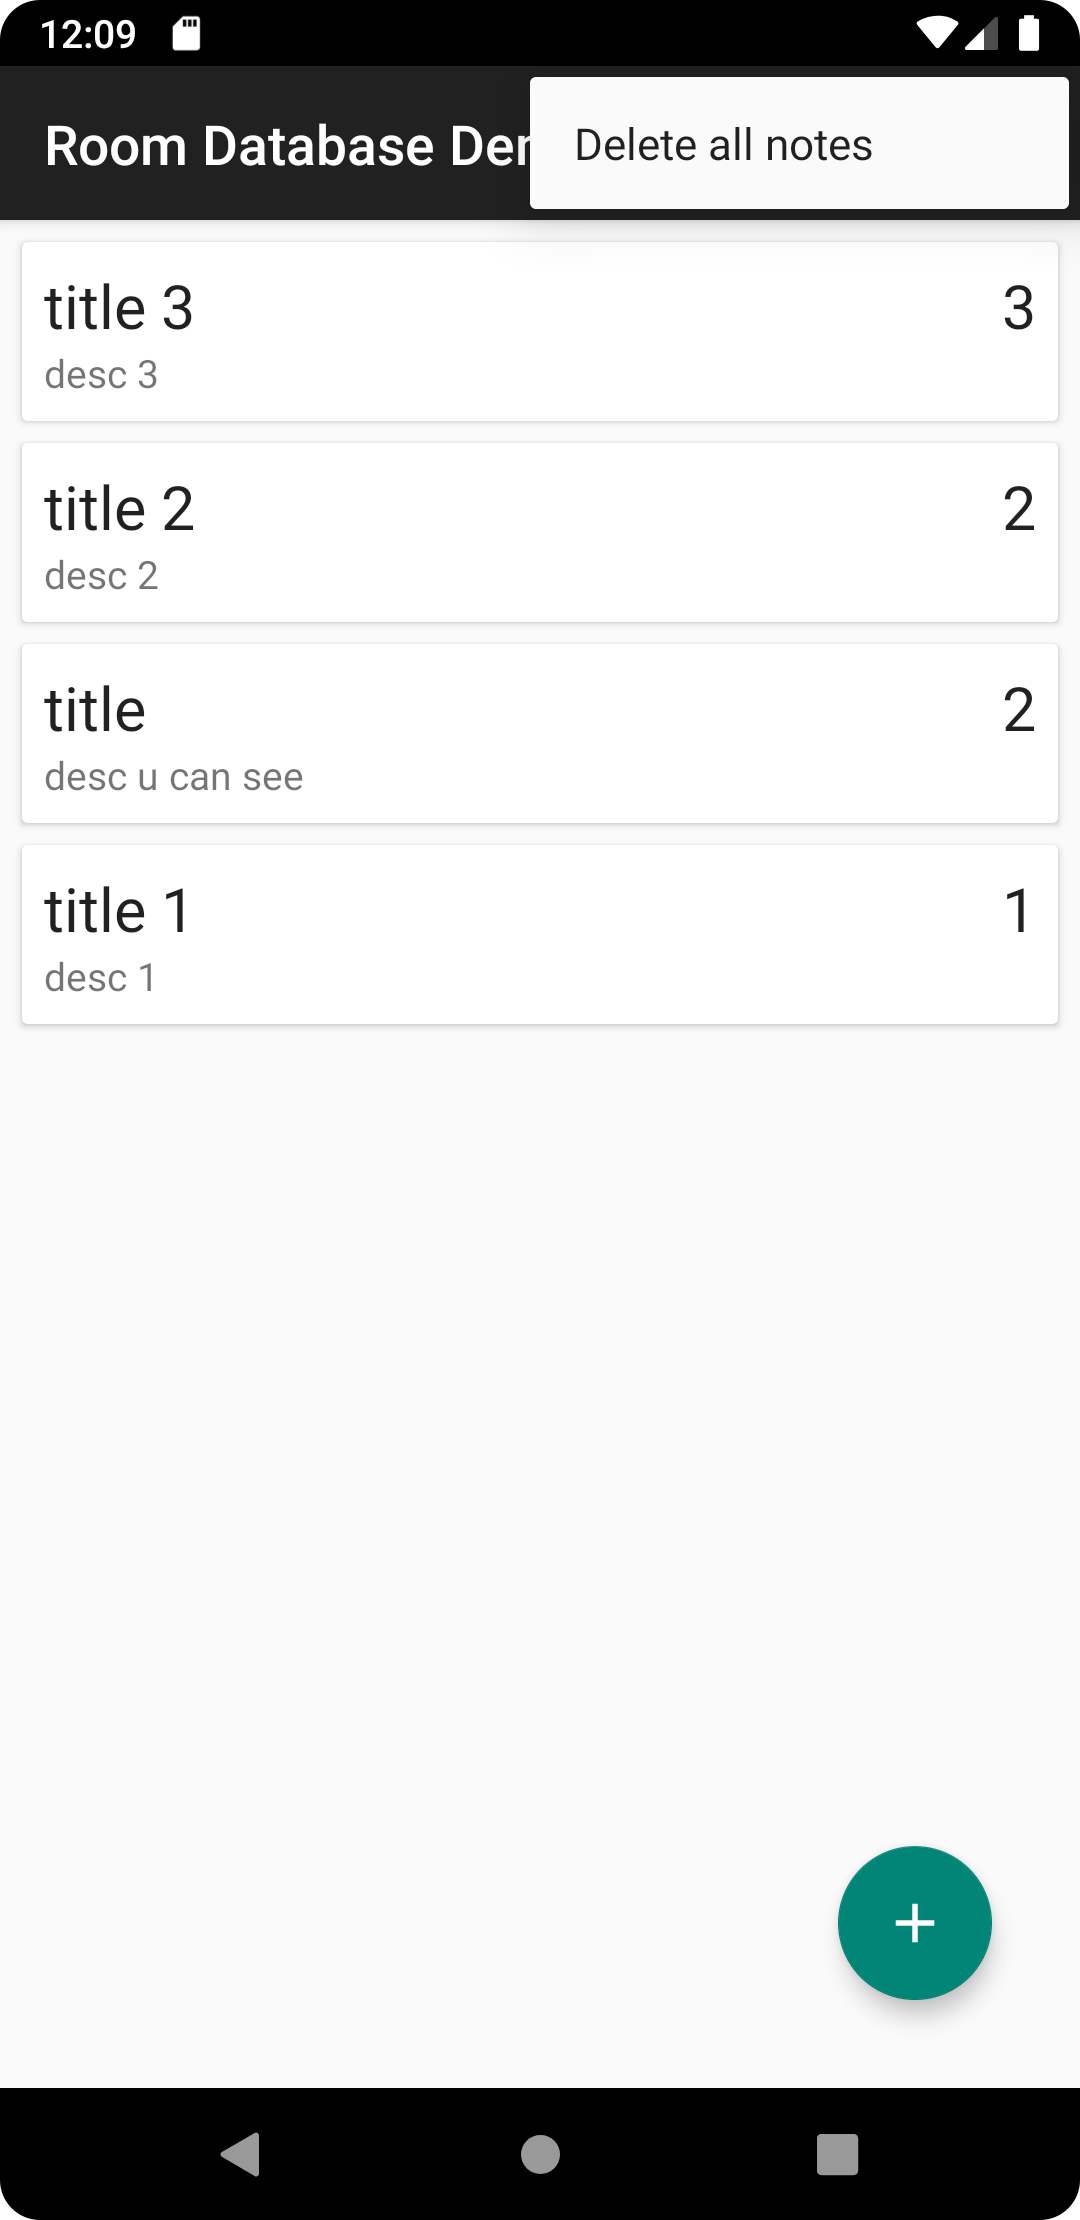 12:09
Room Database De
Delete all notes
title 3 3
desc 3
title 2 2
desc 2
title 2
desc u can see
title 1 1
desc 1